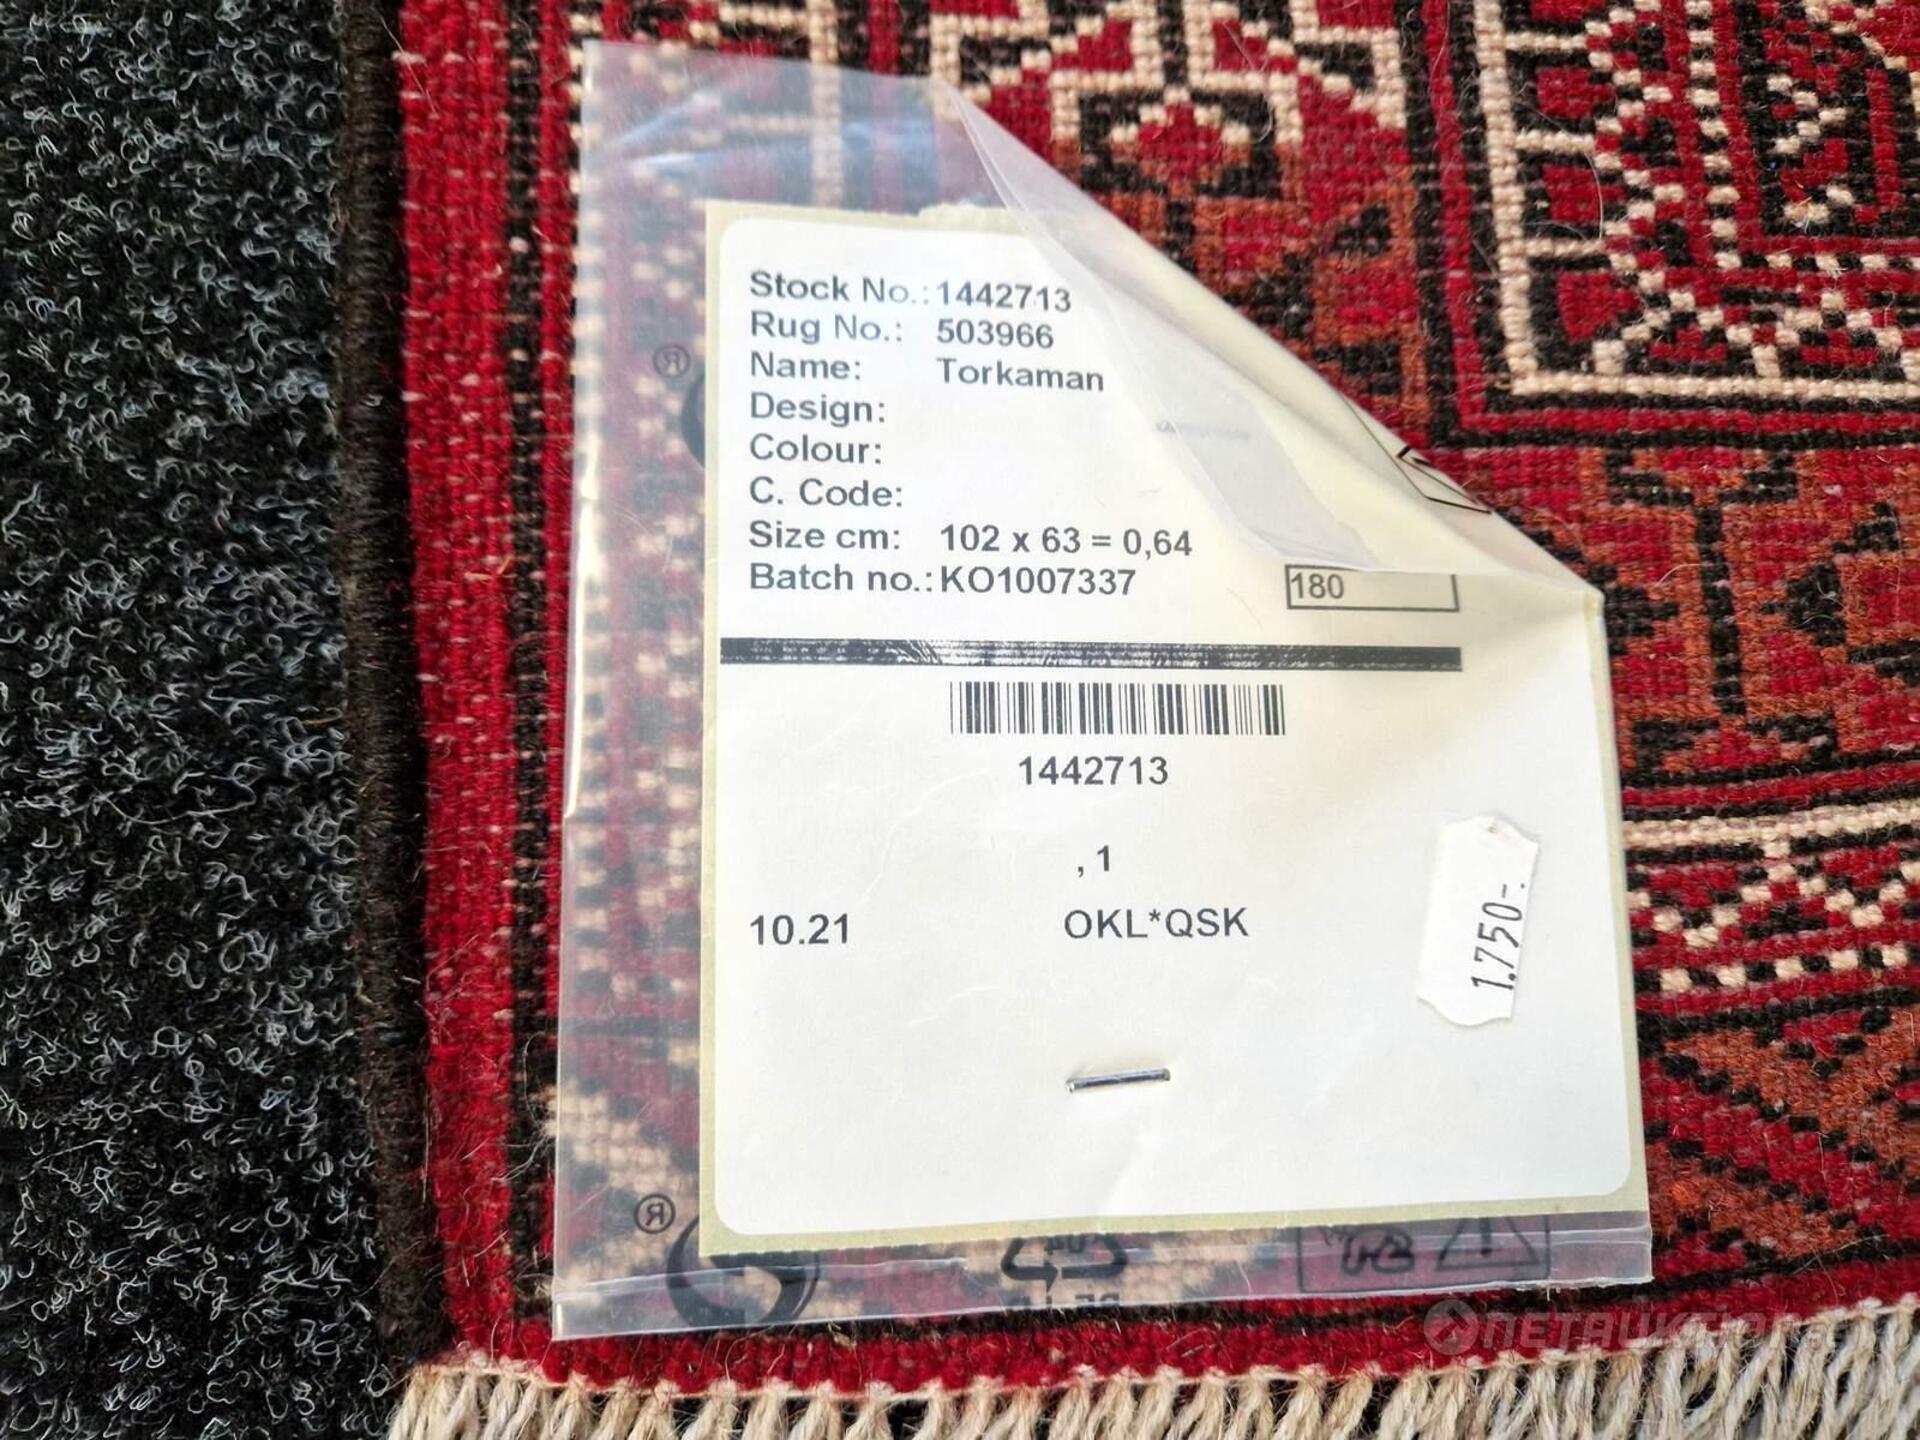 Stock No.: 1442713
Rug No.: 503966
Name: Torkaman
Design:
Colour:
C. Code:
Size cm: 102 x 63 = 0,64
Batch no.: KO1007337
180
1442713
, 1
10.21 OKL*QSK
1.750-.
®
®
04